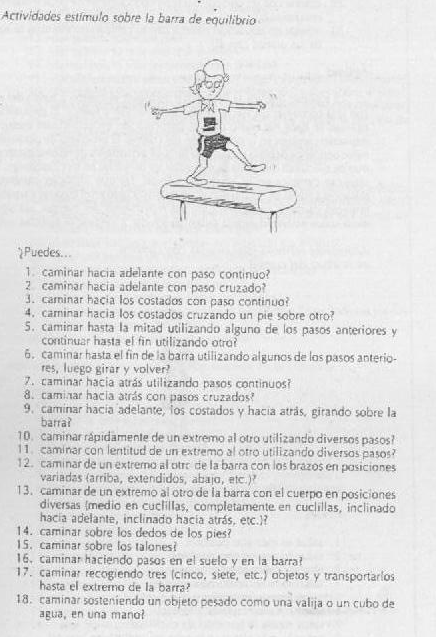 Actividades estímulo sobre la barra de equilibrio
¿Puedes...
1. caminar hacia adelante con paso continuo?
2. caminar hacia adelante con paso cruzado?
3. caminar hacia los costados con paso continuo?
4. caminar hacia los costados cruzando un pie sobre otro?
5. caminar hasta la mitad utilizando alguno de los pasos anteriores y
continuar hasta el fin utilizando otro?
6. caminar hasta el fin de la barra utilizando algunos de los pasos anterio-
res, luego girar y volver?
7. caminar hacia atrás utilizando pasos continuos?
8. caminar hacia atrás con pasos cruzados?
9. caminar hacia adelante, los costados y hacia atrás, girando sobre la
barra?
10. caminar rápidamente de un extremo al otro utilizando diversos pasos?
11. caminar con lentitud de un extremo al otro utilizando diversos pasos?
12. caminar de un extremo al otro de la barra con los brazos en posiciones
variadas (arriba, extendidos, abajo, etc.)?
13. caminar de un extremo al otro de la barra con el cuerpo en posiciones
diversas (medio en cuclillas, completamente en cuclillas, inclinado
hacia adelante, inclinado hacia atrás, etc.)?
14. caminar sobre los dedos de los pies?
15. caminar sobre los talones?
16. caminar haciendo pasos en el suelo y en la barra?
17. caminar recogiendo tres (cinco, siete, etc.) objetos y transportarlos
hasta el extremo de la barra?
18. caminar sosteniendo un objeto pesado como una valija o un cubo de
agua, en una mano?